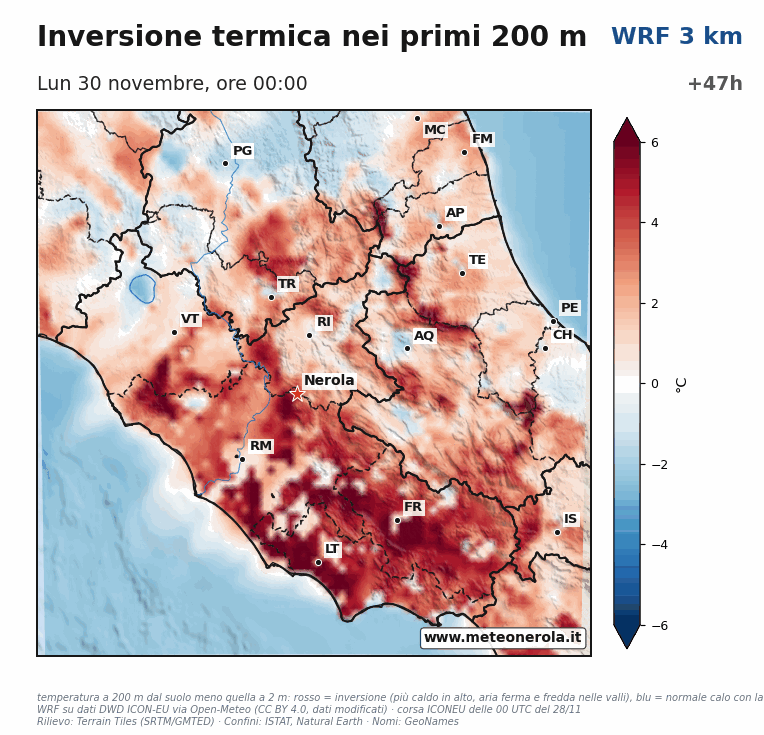 Inversione termica nei primi 200 m WRF 3 km
Lun 30 novembre, ore 00:00 +47h
MC
FM
PG
AP
TE
TR
PE
VT
RI
AQ
CH
Nerola
RM
FR
IS
LT
www.meteonerola.it
6
4
2
0
−2
−4
−6
°C
temperatura a 200 m dal suolo meno quella a 2 m: rosso = inversione (più caldo in alto, aria ferma e fredda nelle valli), blu = normale calo con la
WRF su dati DWD ICON-EU via Open-Meteo (CC BY 4.0, dati modificati) · corsa ICONEU delle 00 UTC del 28/11
Rilievo: Terrain Tiles (SRTM/GMTED) · Confini: ISTAT, Natural Earth · Nomi: GeoNames